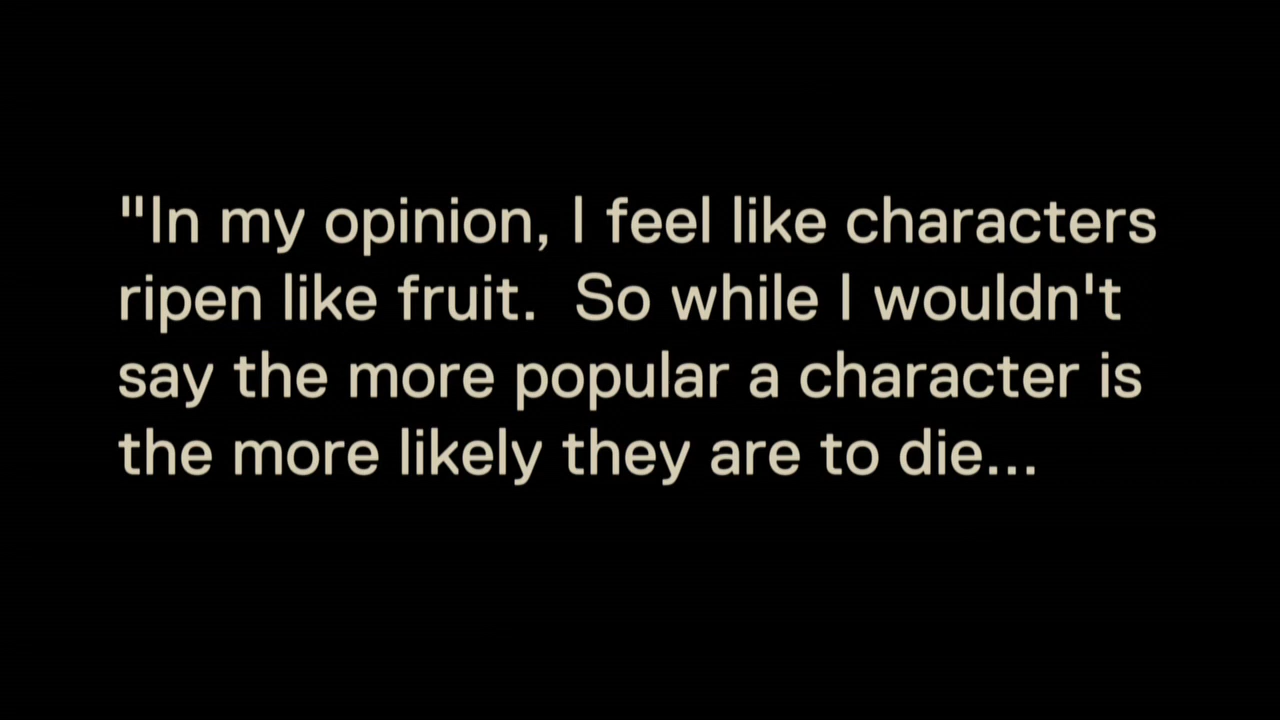 "In my opinion, I feel like characters
ripen like fruit.  So while I wouldn't
say the more popular a character is
the more likely they are to die...